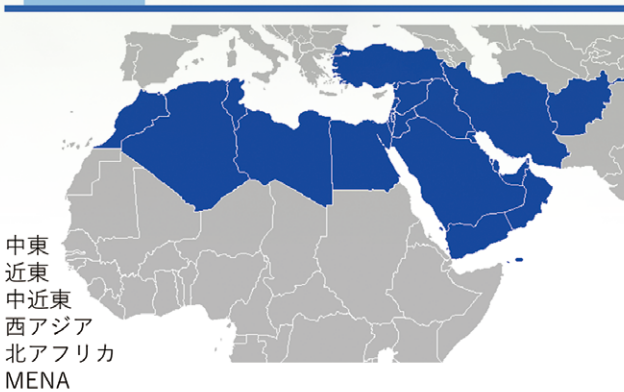 中東
近東
中近東
西アジア
北アフリカ
MENA